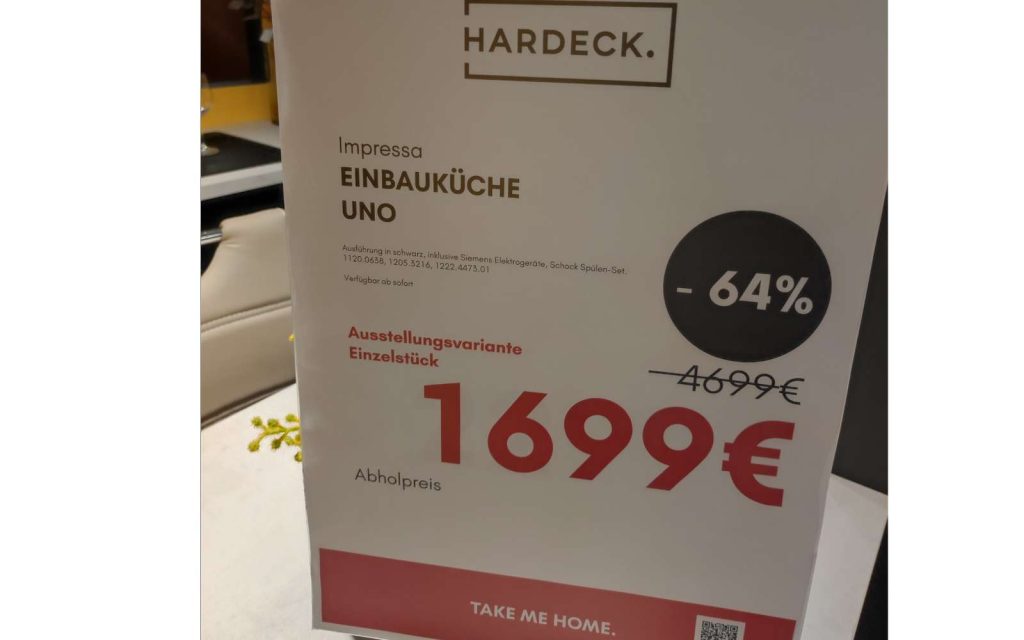 HARDECK.
Impressa
EINBAUKÜCHE
UNO
Ausführung in schwarz, inklusive Siemens Elektrogeräte, Schock Spülen-Set.
1120.0638, 1205.3216, 1222.4473.01
Verfügbar ab sofort
- 64%
Ausstellungsvariante
Einzelstück
4699€
1699€
Abholpreis
TAKE ME HOME.